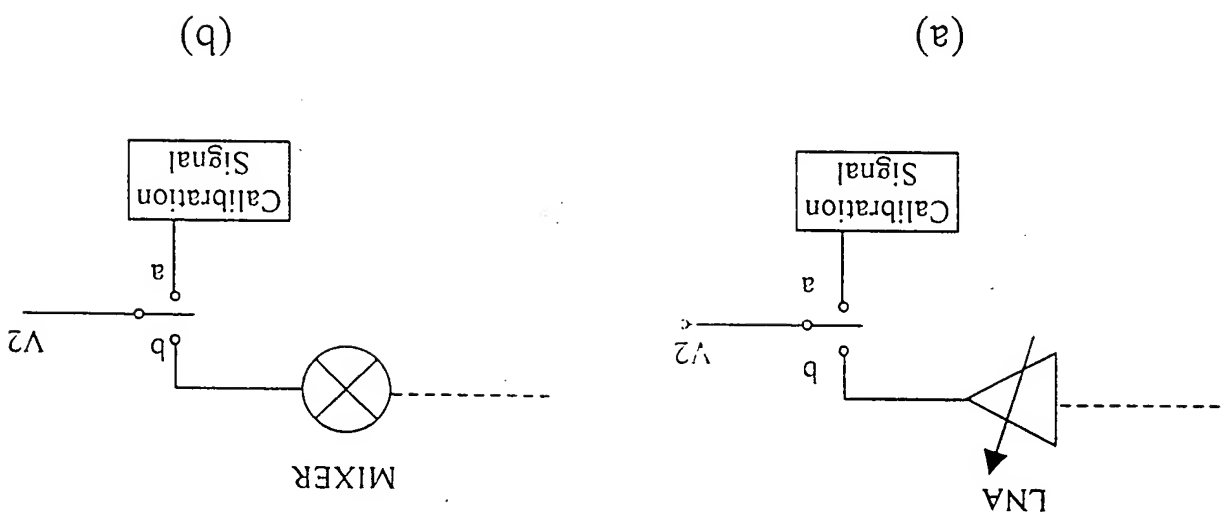 LNA
b
V2
a
Calibration
Signal
(a)
MIXER
b
V2
a
Calibration
Signal
(b)